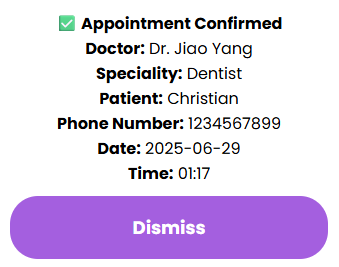 ✅ Appointment Confirmed
Doctor: Dr. Jiao Yang
Speciality: Dentist
Patient: Christian
Phone Number: 1234567899
Date: 2025-06-29
Time: 01:17
Dismiss